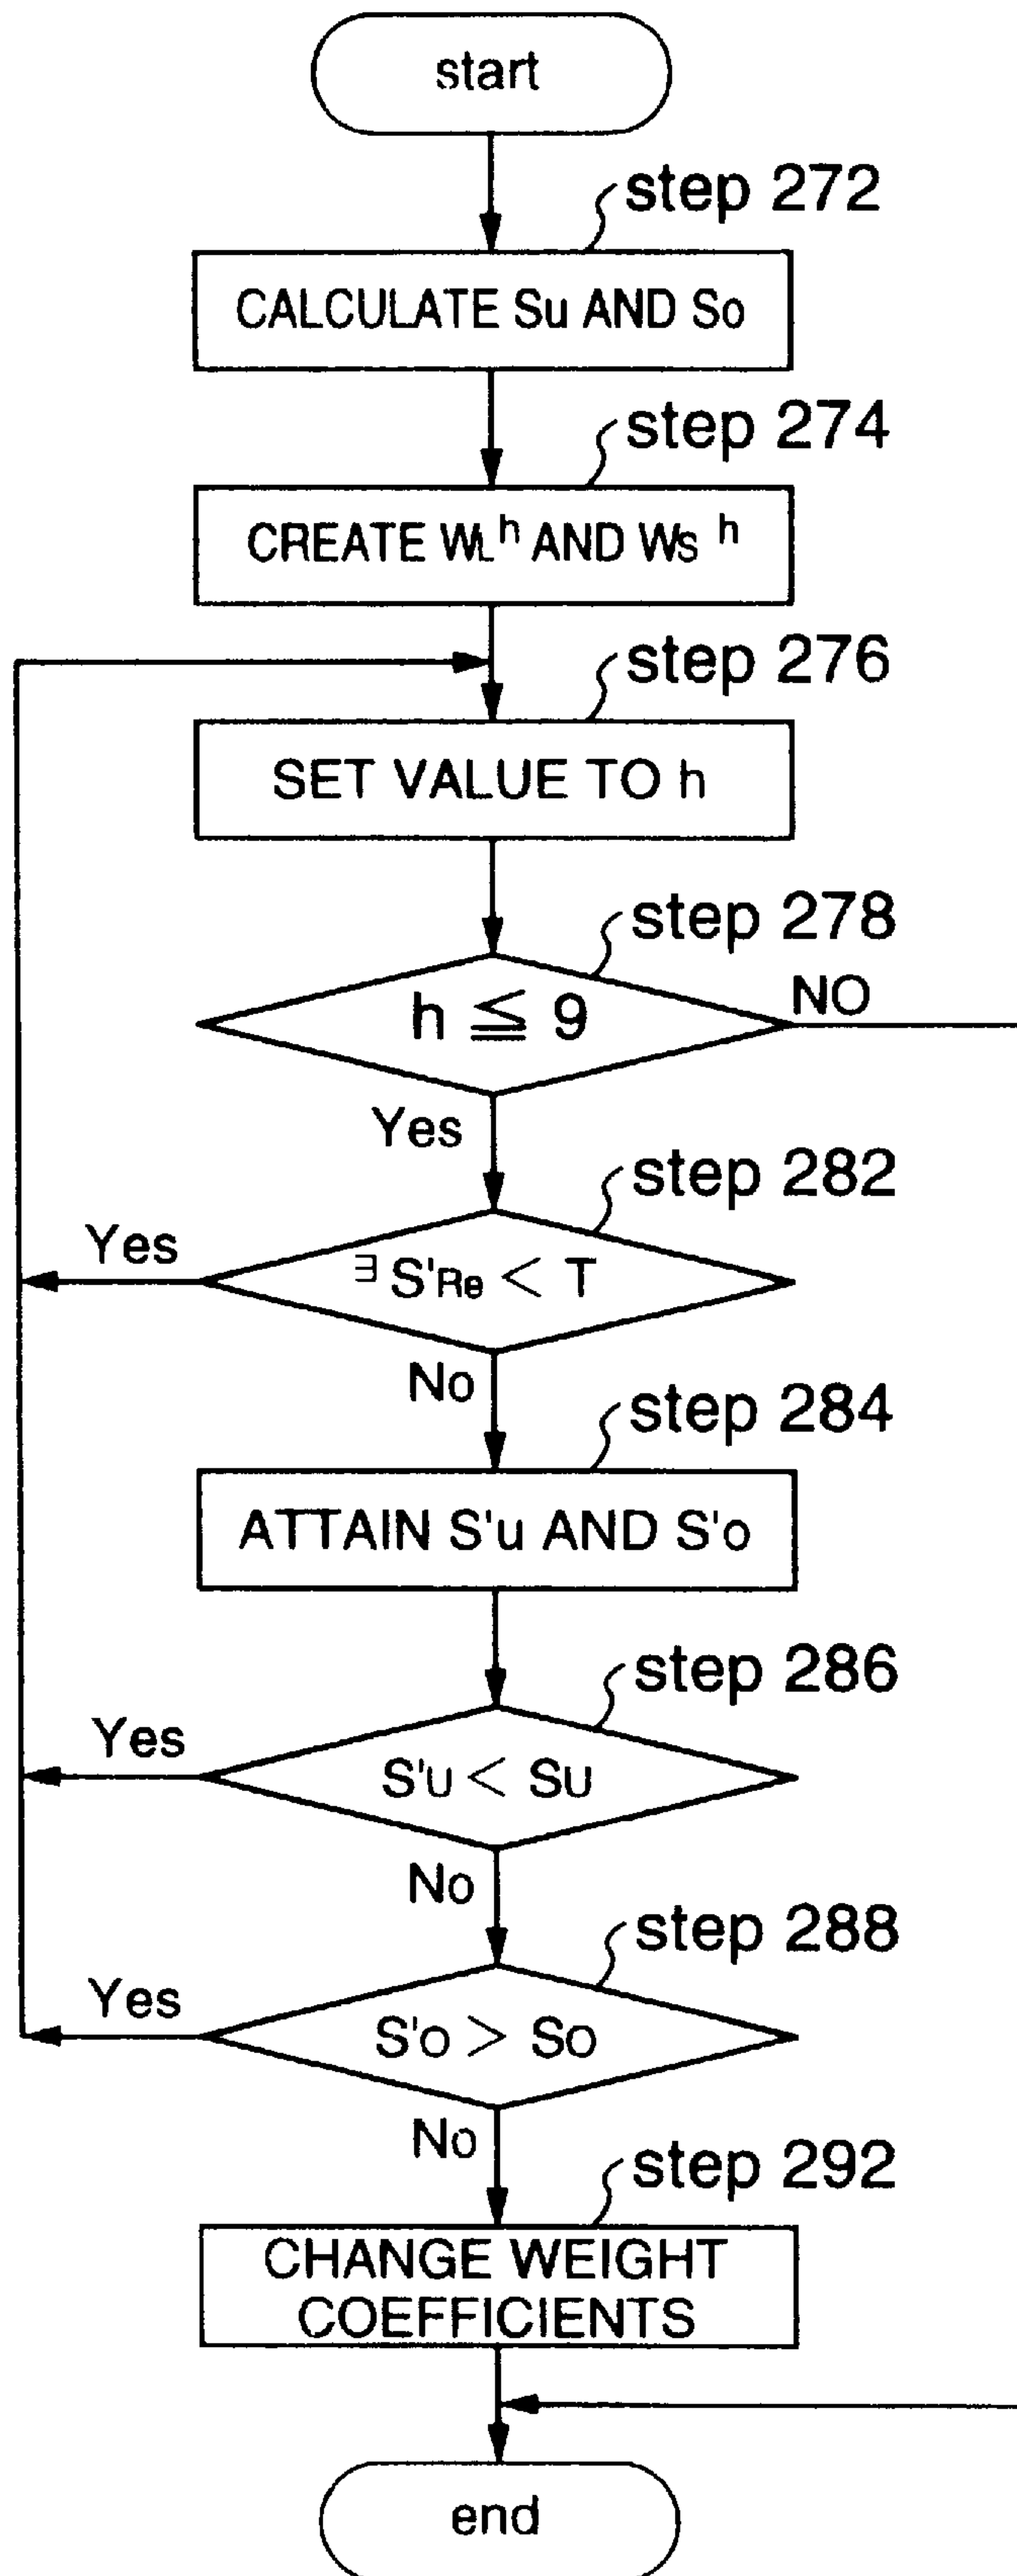 start
step 272
CALCULATE Su AND So
step 274
CREATE WL h AND WS h
step 276
SET VALUE TO h
step 278
h ≦ 9
NO
Yes
step 282
Yes
∃ S'Re < T
No
step 284
ATTAIN S'u AND S'o
step 286
Yes
S'U < SU
No
step 288
Yes
S'O > SO
No
step 292
CHANGE WEIGHT
COEFFICIENTS
end